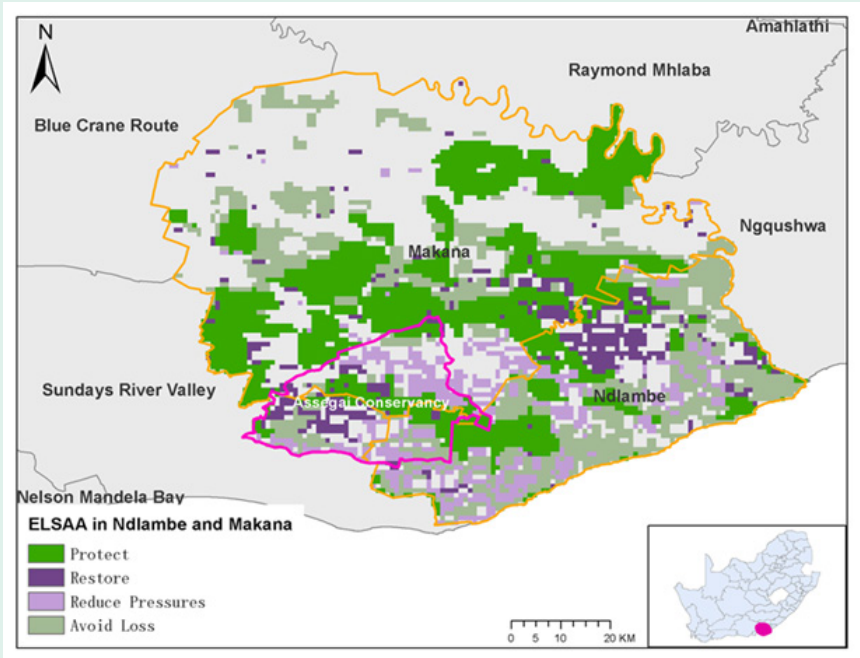 N
Amahlathi
Raymond Mhlaba
Blue Crane Route
Ngqushwa
Makana
Sundays River Valley
Ndlambe
Assegai Conservancy
Nelson Mandela Bay
ELSAA in Ndlambe and Makana
Protect
Restore
Reduce Pressures
Avoid Loss
0 5 10 20 KM